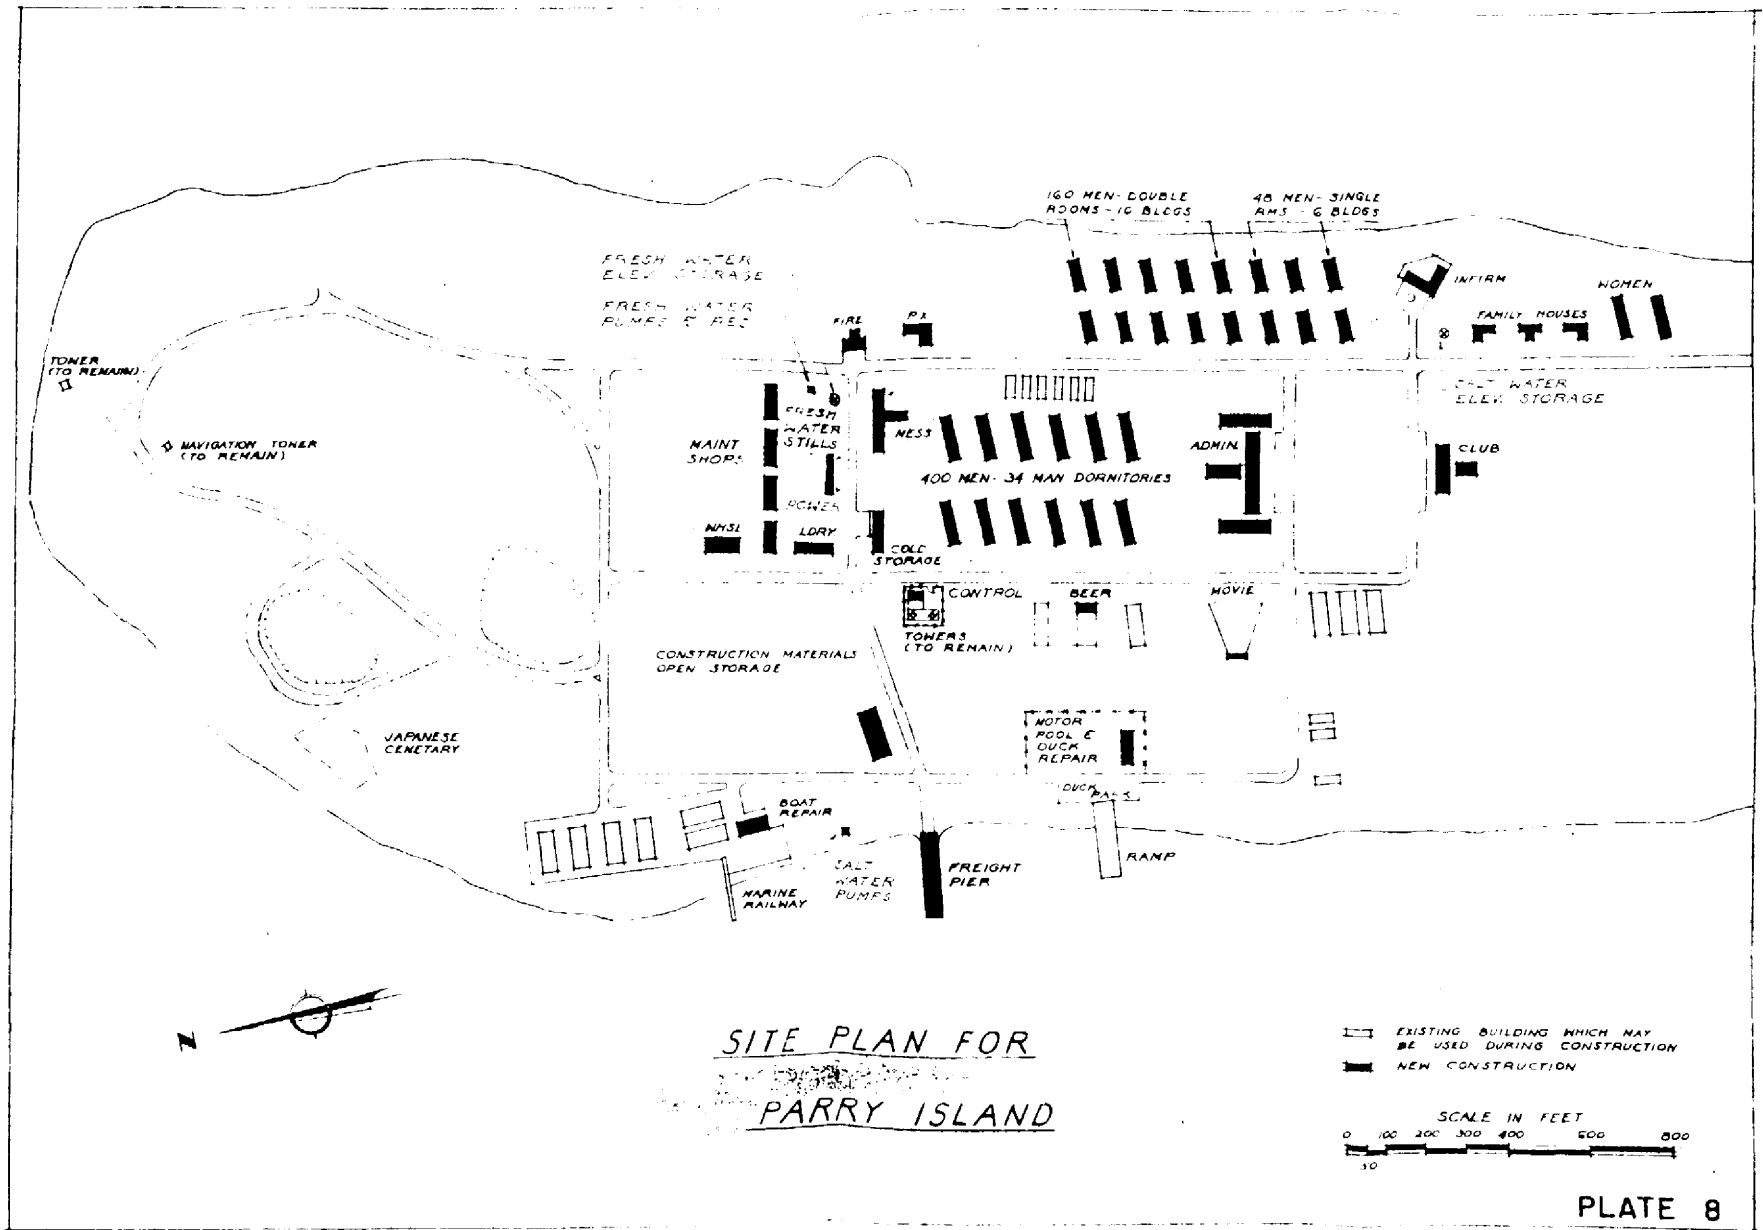 160 MEN-DOUBLE
ROOMS-16 BLDGS
48 MEN-SINGLE
RMS - 6 BLDGS
FRESH WATER
ELEV. STORAGE
FRESH WATER
PUMPS & RES
FIRE
PX
INFIRM
WOMEN
FAMILY HOUSES
TOWER
(TO REMAIN)
NAVIGATION TOWER
(TO REMAIN)
FRESH
WATER
STILLS
MESS
MAINT
SHOPS
ADMIN.
SALT WATER
ELEV. STORAGE
CLUB
400 MEN- 34 MAN DORMITORIES
POWER
WHSE
LDRY
COLD
STORAGE
CONTROL
BEER
MOVIE
TOWERS
(TO REMAIN)
CONSTRUCTION MATERIALS
OPEN STORAGE
JAPANESE
CEMETARY
MOTOR
POOL &
DUCK
REPAIR
DUCK
PARK
BOAT
REPAIR
SALT
WATER
PUMPS
MARINE
RAILWAY
FREIGHT
PIER
RAMP
N
SITE PLAN FOR
PARRY ISLAND
EXISTING BUILDING WHICH MAY
BE USED DURING CONSTRUCTION
NEW CONSTRUCTION
SCALE IN FEET
0 100 200 300 400 600 800
50
PLATE 8